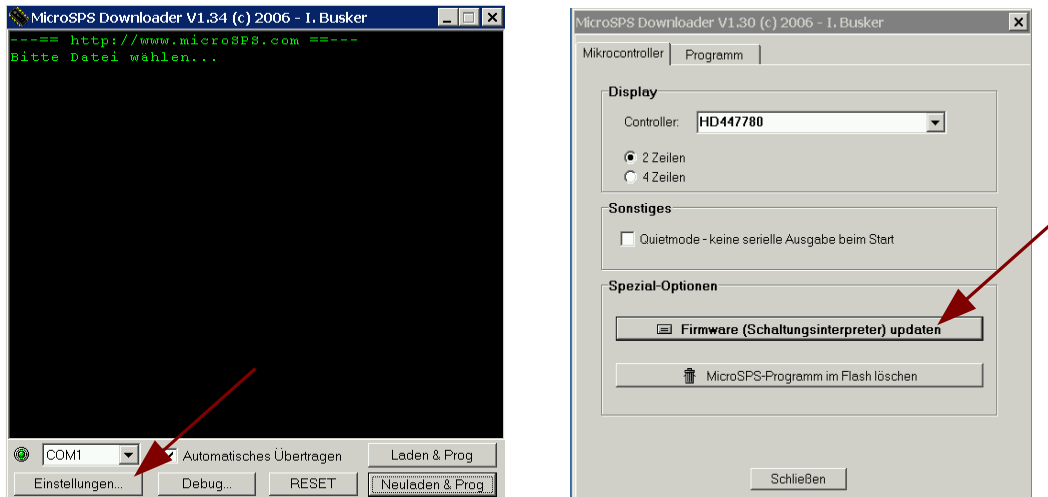 MicroSPS Downloader V1.34 (c) 2006 - I. Busker
---== http://www.microSPS.com ==---
Bitte Datei wählen...
COM1
Automatisches Übertragen
Laden & Prog
Einstellungen...
Debug...
RESET
Neuladen & Prog
MicroSPS Downloader V1.30 (c) 2006 - I. Busker
Mikrocontroller
Programm
Display
Controller:
HD447780
2 Zeilen
4 Zeilen
Sonstiges
Quietmode - keine serielle Ausgabe beim Start
Spezial-Optionen
Firmware (Schaltungsinterpreter) updaten
MicroSPS-Programm im Flash löschen
Schließen